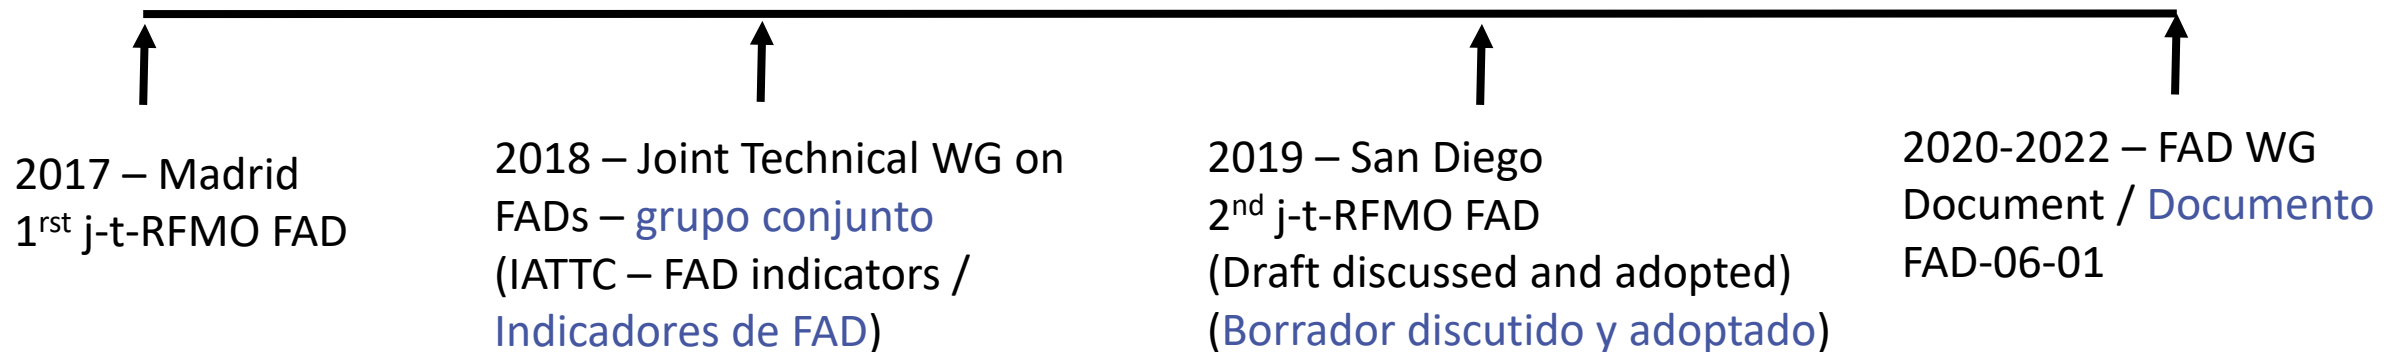 2017 – Madrid
1rst j-t-RFMO FAD
2018 – Joint Technical WG on
FADs – grupo conjunto
(IATTC – FAD indicators /
Indicadores de FAD)
2019 – San Diego
2nd j-t-RFMO FAD
(Draft discussed and adopted)
(Borrador discutido y adoptado)
2020-2022 – FAD WG
Document / Documento
FAD-06-01